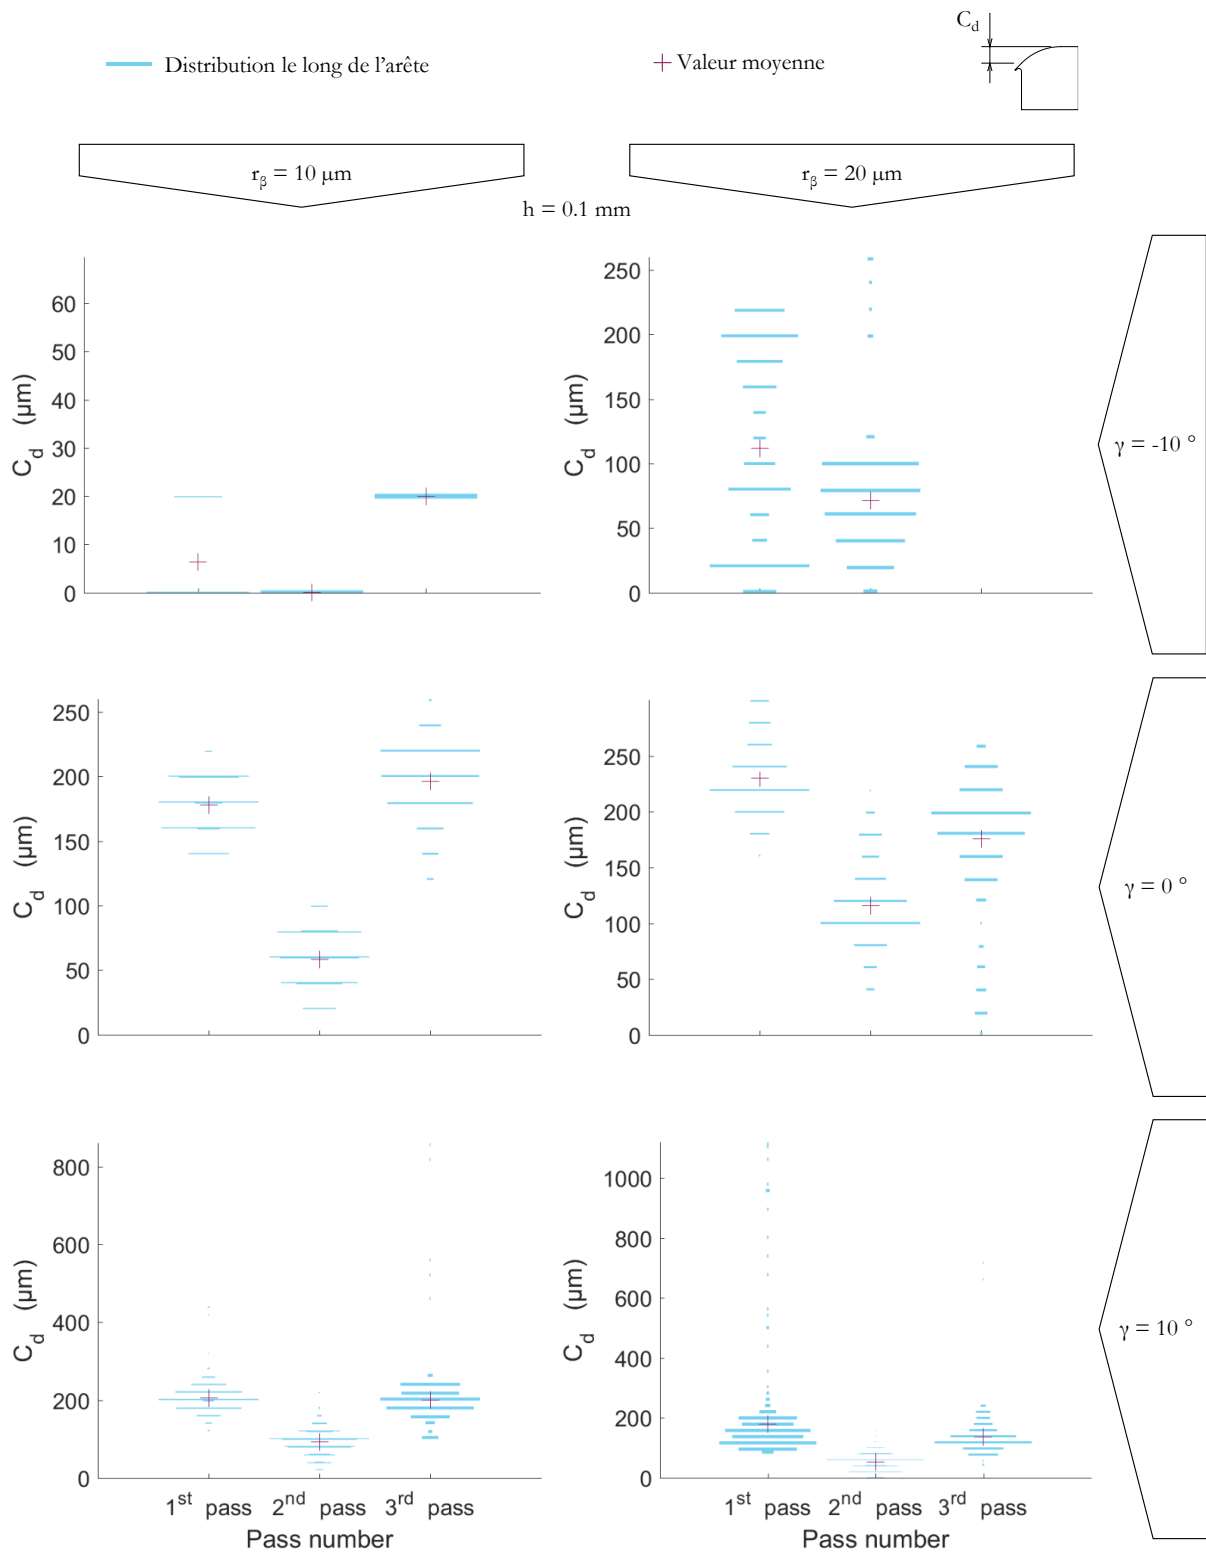 C_d
Distribution le long de l'arête
Valeur moyenne
r_β = 10 µm
r_β = 20 µm
h = 0.1 mm
60
50
40
30
20
10
0
C_d (µm)
250
200
150
100
50
0
C_d (µm)
γ = -10 °
250
200
150
100
50
0
C_d (µm)
250
200
150
100
50
0
C_d (µm)
γ = 0 °
800
600
400
200
0
C_d (µm)
1st pass 2nd pass 3rd pass
Pass number
1000
800
600
400
200
0
C_d (µm)
1st pass 2nd pass 3rd pass
Pass number
γ = 10 °